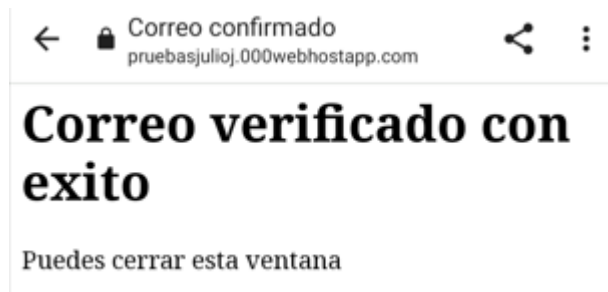 Correo confirmado
pruebasjulioj.000webhostapp.com
Correo verificado con
exito
Puedes cerrar esta ventana